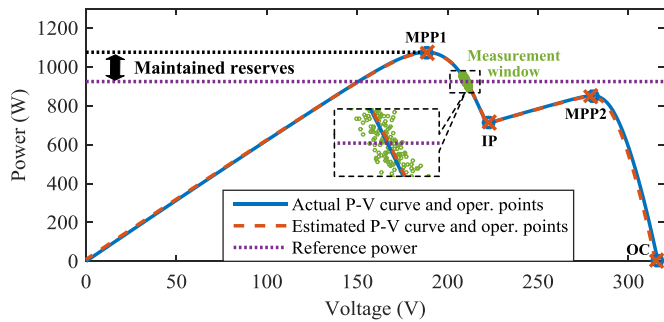 MPP1
1200
1000
800
600
400
200
0
Power (W)
Maintained reserves
Measurement
window
IP
MPP2
OC
Actual P-V curve and oper. points
Estimated P-V curve and oper. points
Reference power
0 50 100 150 200 250 300
Voltage (V)